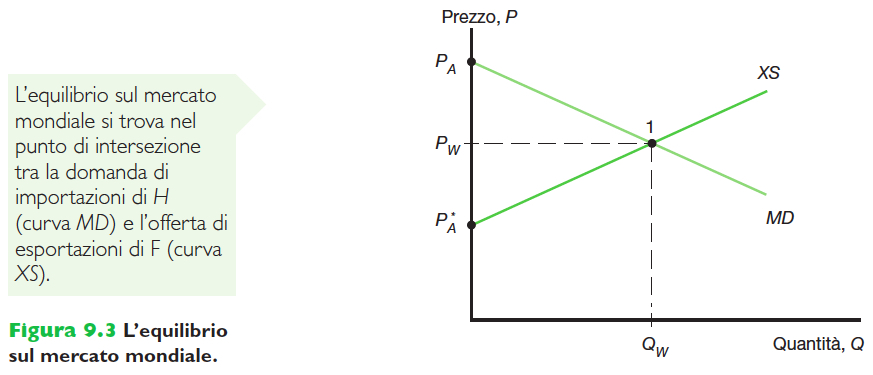 L'equilibrio sul mercato
mondiale si trova nel
punto di intersezione
tra la domanda di
importazioni di H
(curva MD) e l'offerta di
esportazioni di F (curva
XS).
Figura 9.3 L'equilibrio
sul mercato mondiale.
Prezzo, P
P_A
XS
1
P_W
P*_A
MD
Q_W
Quantità, Q